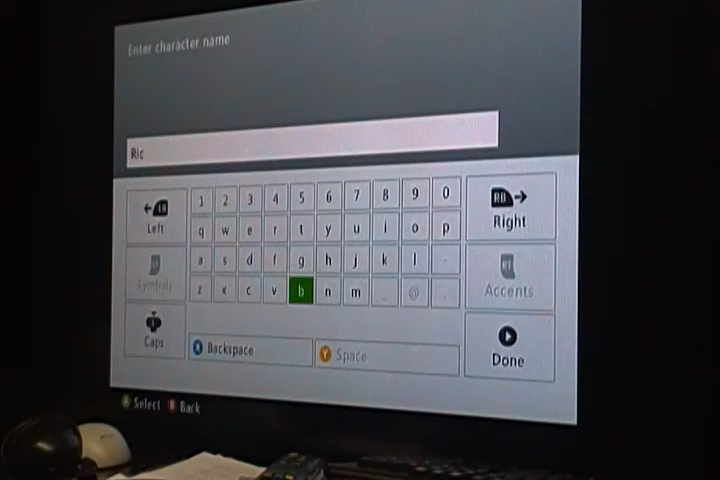 Enter character name
Ric
LB
Left
1 2 3 4 5 6 7 8 9 0
RB
Right
q w e r t y u i o p
Symbols
a s d f g h j k l -
Accents
z x c v b n m _ @ .
Caps
X Backspace
Y Space
Done
A Select B Back